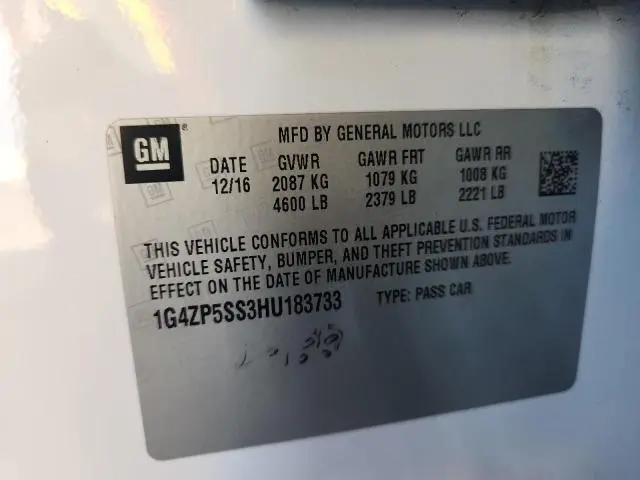 GM
MFD BY GENERAL MOTORS LLC
DATE GVWR GAWR FRT GAWR RR
12/16 2087 KG 1079 KG 1008 KG
4600 LB 2379 LB 2221 LB
THIS VEHICLE CONFORMS TO ALL APPLICABLE U.S. FEDERAL MOTOR
VEHICLE SAFETY, BUMPER, AND THEFT PREVENTION STANDARDS IN
EFFECT ON THE DATE OF MANUFACTURE SHOWN ABOVE.
1G4ZP5SS3HU183733 TYPE: PASS CAR